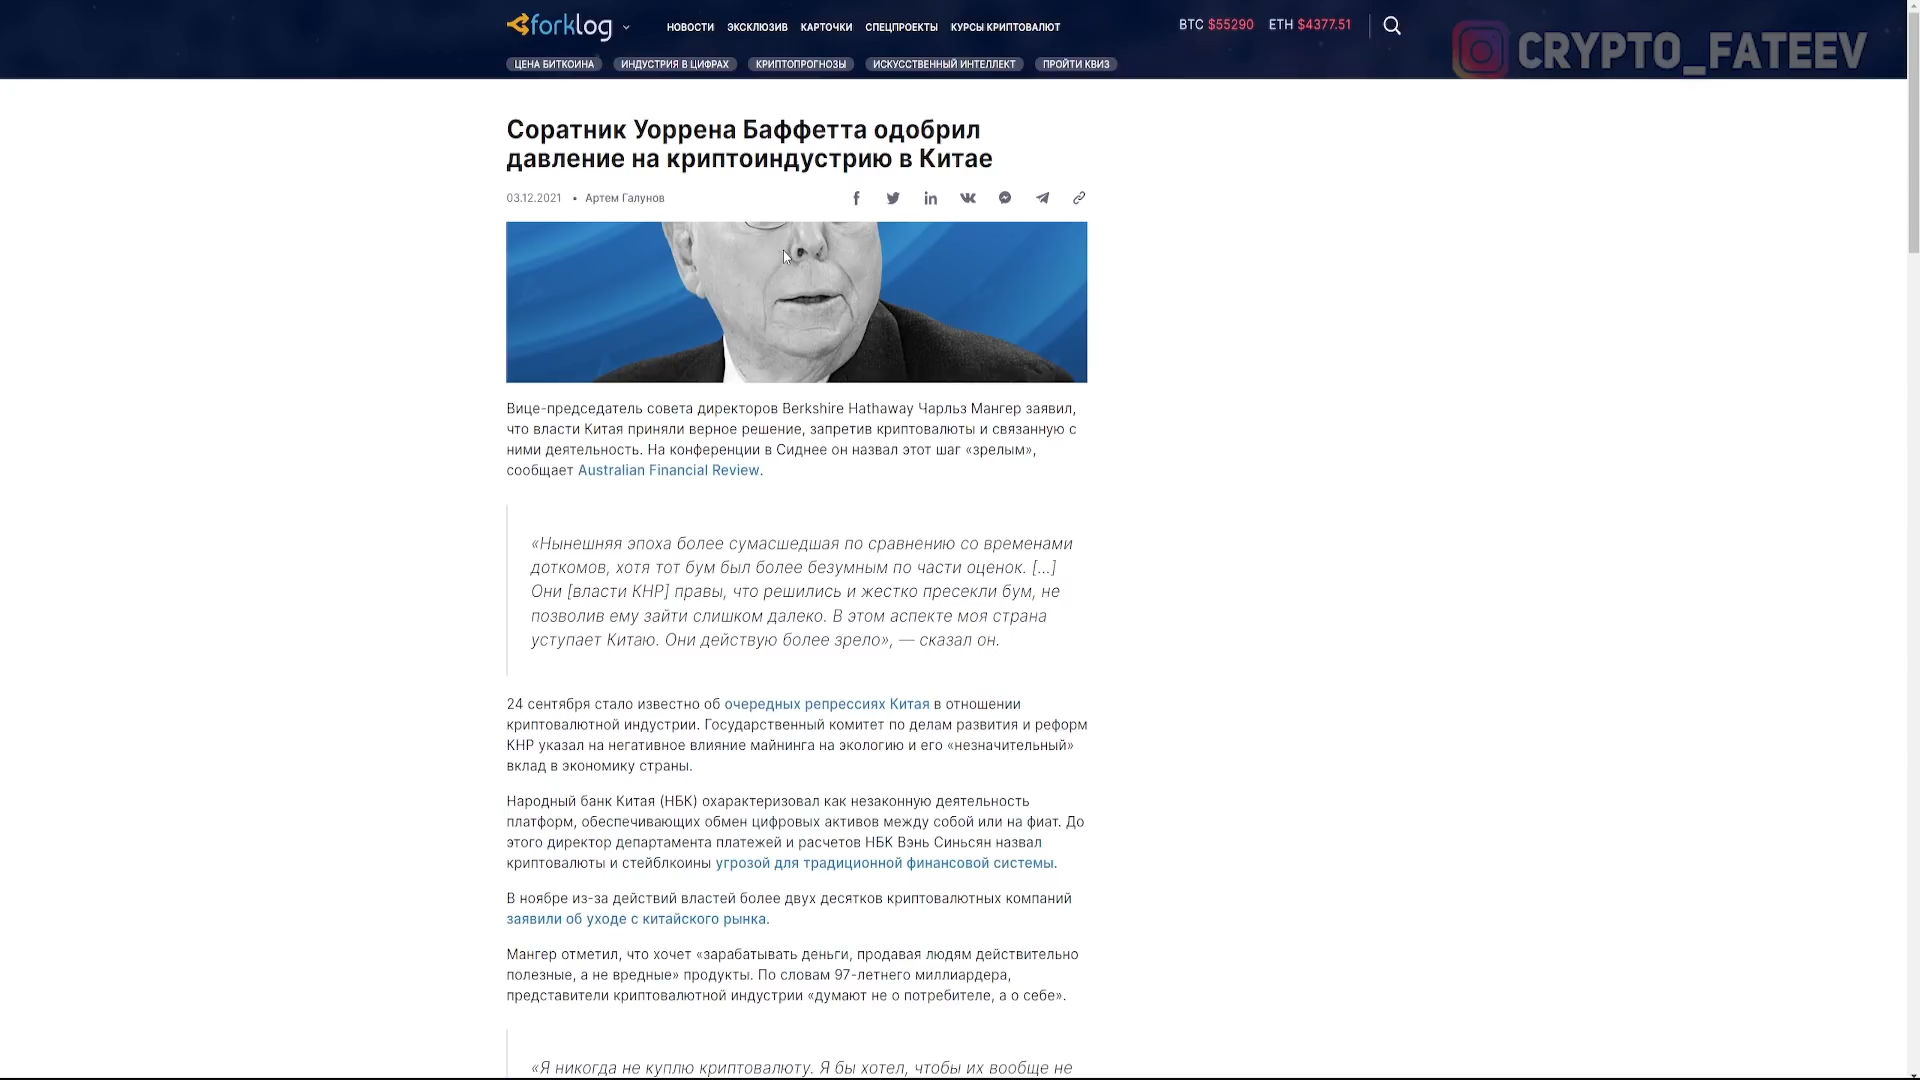 forklog
НОВОСТИ ЭКСКЛЮЗИВ КАРТОЧКИ СПЕЦПРОЕКТЫ КУРСЫ КРИПТОВАЛЮТ
BTC $55290 ETH $4377.51
CRYPTO_FATEEV
ЦЕНА БИТКОИНА ИНДУСТРИЯ В ЦИФРАХ КРИПТОПРОГНОЗЫ ИСКУССТВЕННЫЙ ИНТЕЛЛЕКТ ПРОЙТИ КВИЗ
Соратник Уоррена Баффетта одобрил
давление на криптоиндустрию в Китае
03.12.2021 • Артем Галунов
Вице-председатель совета директоров Berkshire Hathaway Чарльз Мангер заявил,
что власти Китая приняли верное решение, запретив криптовалюты и связанную с
ними деятельность. На конференции в Сиднее он назвал этот шаг «зрелым»,
сообщает Australian Financial Review.
«Нынешняя эпоха более сумасшедшая по сравнению со временами
доткомов, хотя тот бум был более безумным по части оценок. [...]
Они [власти КНР] правы, что решились и жестко пресекли бум, не
позволив ему зайти слишком далеко. В этом аспекте моя страна
уступает Китаю. Они действую более зрело», — сказал он.
24 сентября стало известно об очередных репрессиях Китая в отношении
криптовалютной индустрии. Государственный комитет по делам развития и реформ
КНР указал на негативное влияние майнинга на экологию и его «незначительный»
вклад в экономику страны.
Народный банк Китая (НБК) охарактеризовал как незаконную деятельность
платформ, обеспечивающих обмен цифровых активов между собой или на фиат. До
этого директор департамента платежей и расчетов НБК Вэнь Синьсян назвал
криптовалюты и стейблкоины угрозой для традиционной финансовой системы.
В ноябре из-за действий властей более двух десятков криптовалютных компаний
заявили об уходе с китайского рынка.
Мангер отметил, что хочет «зарабатывать деньги, продавая людям действительно
полезные, а не вредные» продукты. По словам 97-летнего миллиардера,
представители криптовалютной индустрии «думают не о потребителе, а о себе».
«Я никогда не куплю криптовалюту. Я бы хотел, чтобы их вообще не